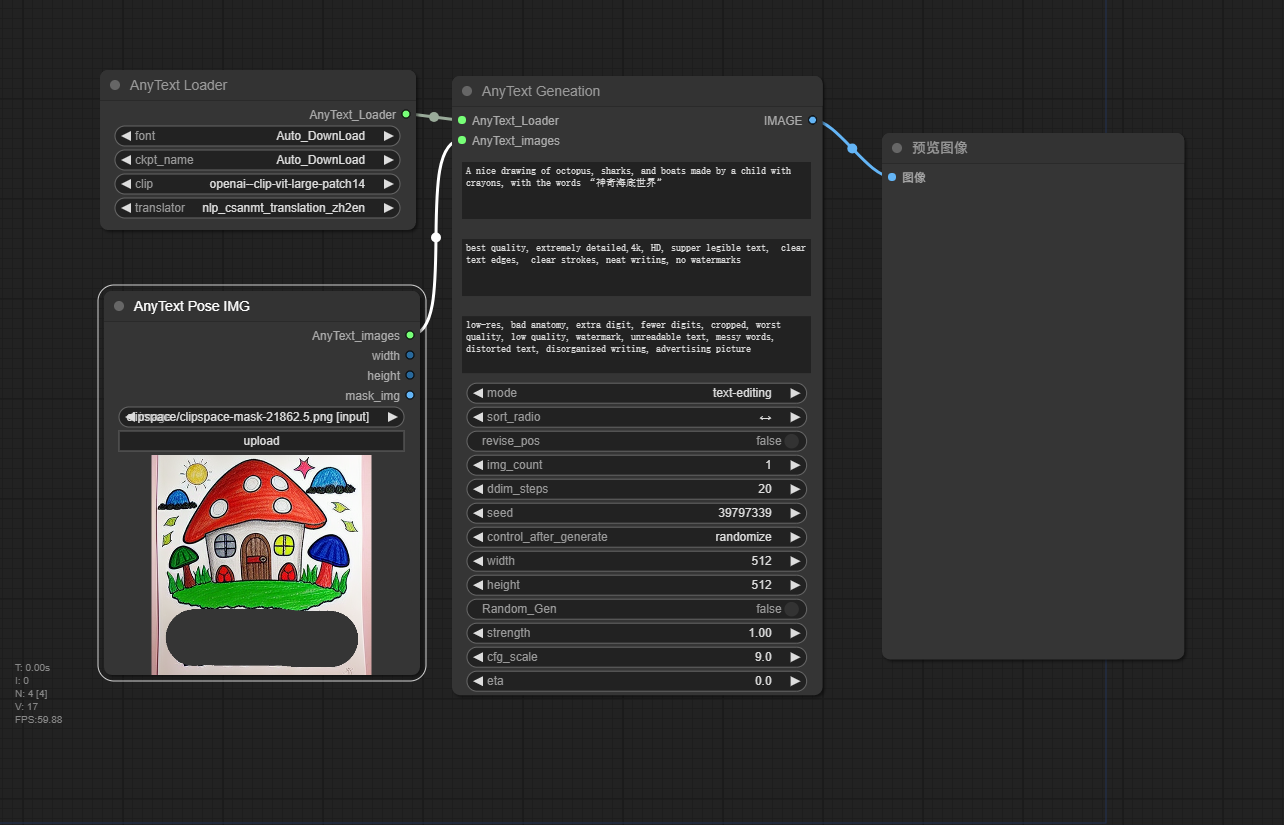 AnyText Loader
AnyText_Loader
font Auto_DownLoad
ckpt_name Auto_DownLoad
clip openai--clip-vit-large-patch14
translator nlp_csanmt_translation_zh2en
AnyText Pose IMG
AnyText_images
width
height
mask_img
clipspace/clipspace-mask-21862.5.png [input]
upload
AnyText Geneation
AnyText_Loader IMAGE
AnyText_images
A nice drawing of octopus, sharks, and boats made by a child with
crayons, with the words “神奇海底世界”
best quality, extremely detailed,4k, HD, supper legible text, clear
text edges, clear strokes, neat writing, no watermarks
low-res, bad anatomy, extra digit, fewer digits, cropped, worst
quality, low quality, watermark, unreadable text, messy words,
distorted text, disorganized writing, advertising picture
mode text-editing
sort_radio ↔
revise_pos false
img_count 1
ddim_steps 20
seed 39797339
control_after_generate randomize
width 512
height 512
Random_Gen false
strength 1.00
cfg_scale 9.0
eta 0.0
预览图像
图像
T: 0.00s
I: 0
N: 4 [4]
V: 17
FPS:59.88